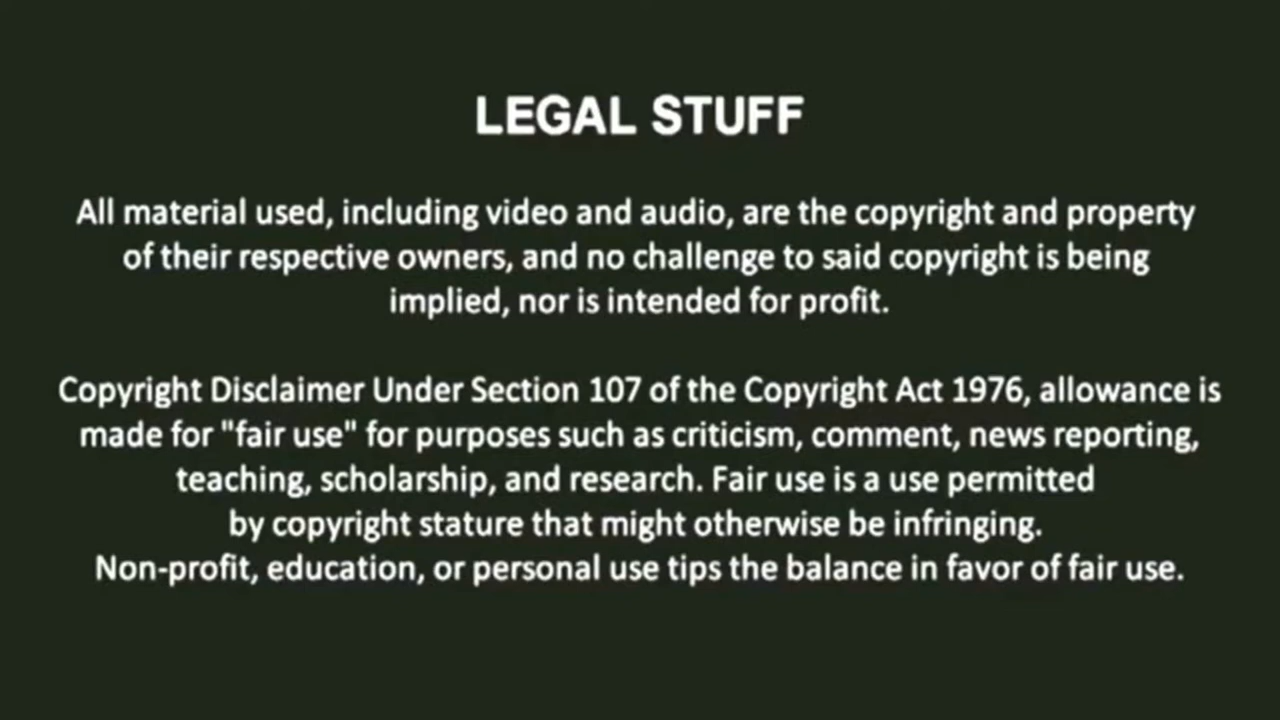 LEGAL STUFF
All material used, including video and audio, are the copyright and property
of their respective owners, and no challenge to said copyright is being
implied, nor is intended for profit.
Copyright Disclaimer Under Section 107 of the Copyright Act 1976, allowance is
made for "fair use" for purposes such as criticism, comment, news reporting,
teaching, scholarship, and research. Fair use is a use permitted
by copyright stature that might otherwise be infringing.
Non-profit, education, or personal use tips the balance in favor of fair use.